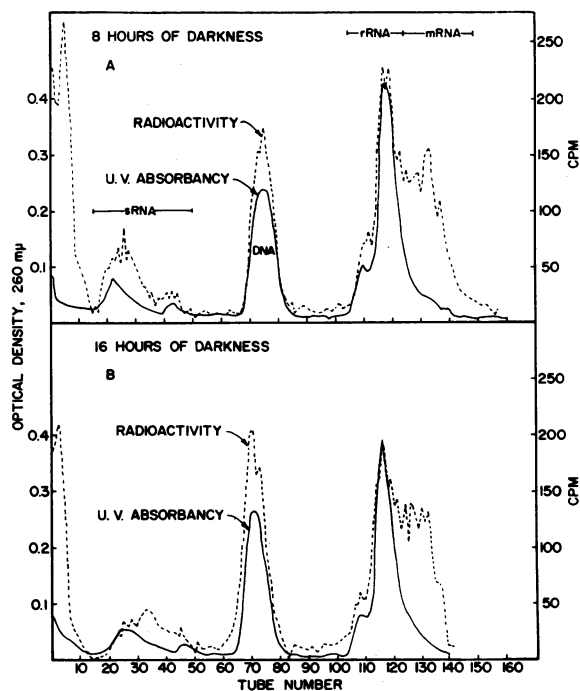 8 HOURS OF DARKNESS
A
rRNA mRNA
250
200
150
100
50
CPM
0.4
0.3
0.2
0.1
RADIOACTIVITY
U.V. ABSORBANCY
sRNA
DNA
OPTICAL DENSITY, 260 mμ
16 HOURS OF DARKNESS
B
250
200
150
100
50
CPM
0.4
0.3
0.2
0.1
RADIOACTIVITY
U.V. ABSORBANCY
10 20 30 40 50 60 70 80 90 100 110 120 130 140 150 160
TUBE NUMBER